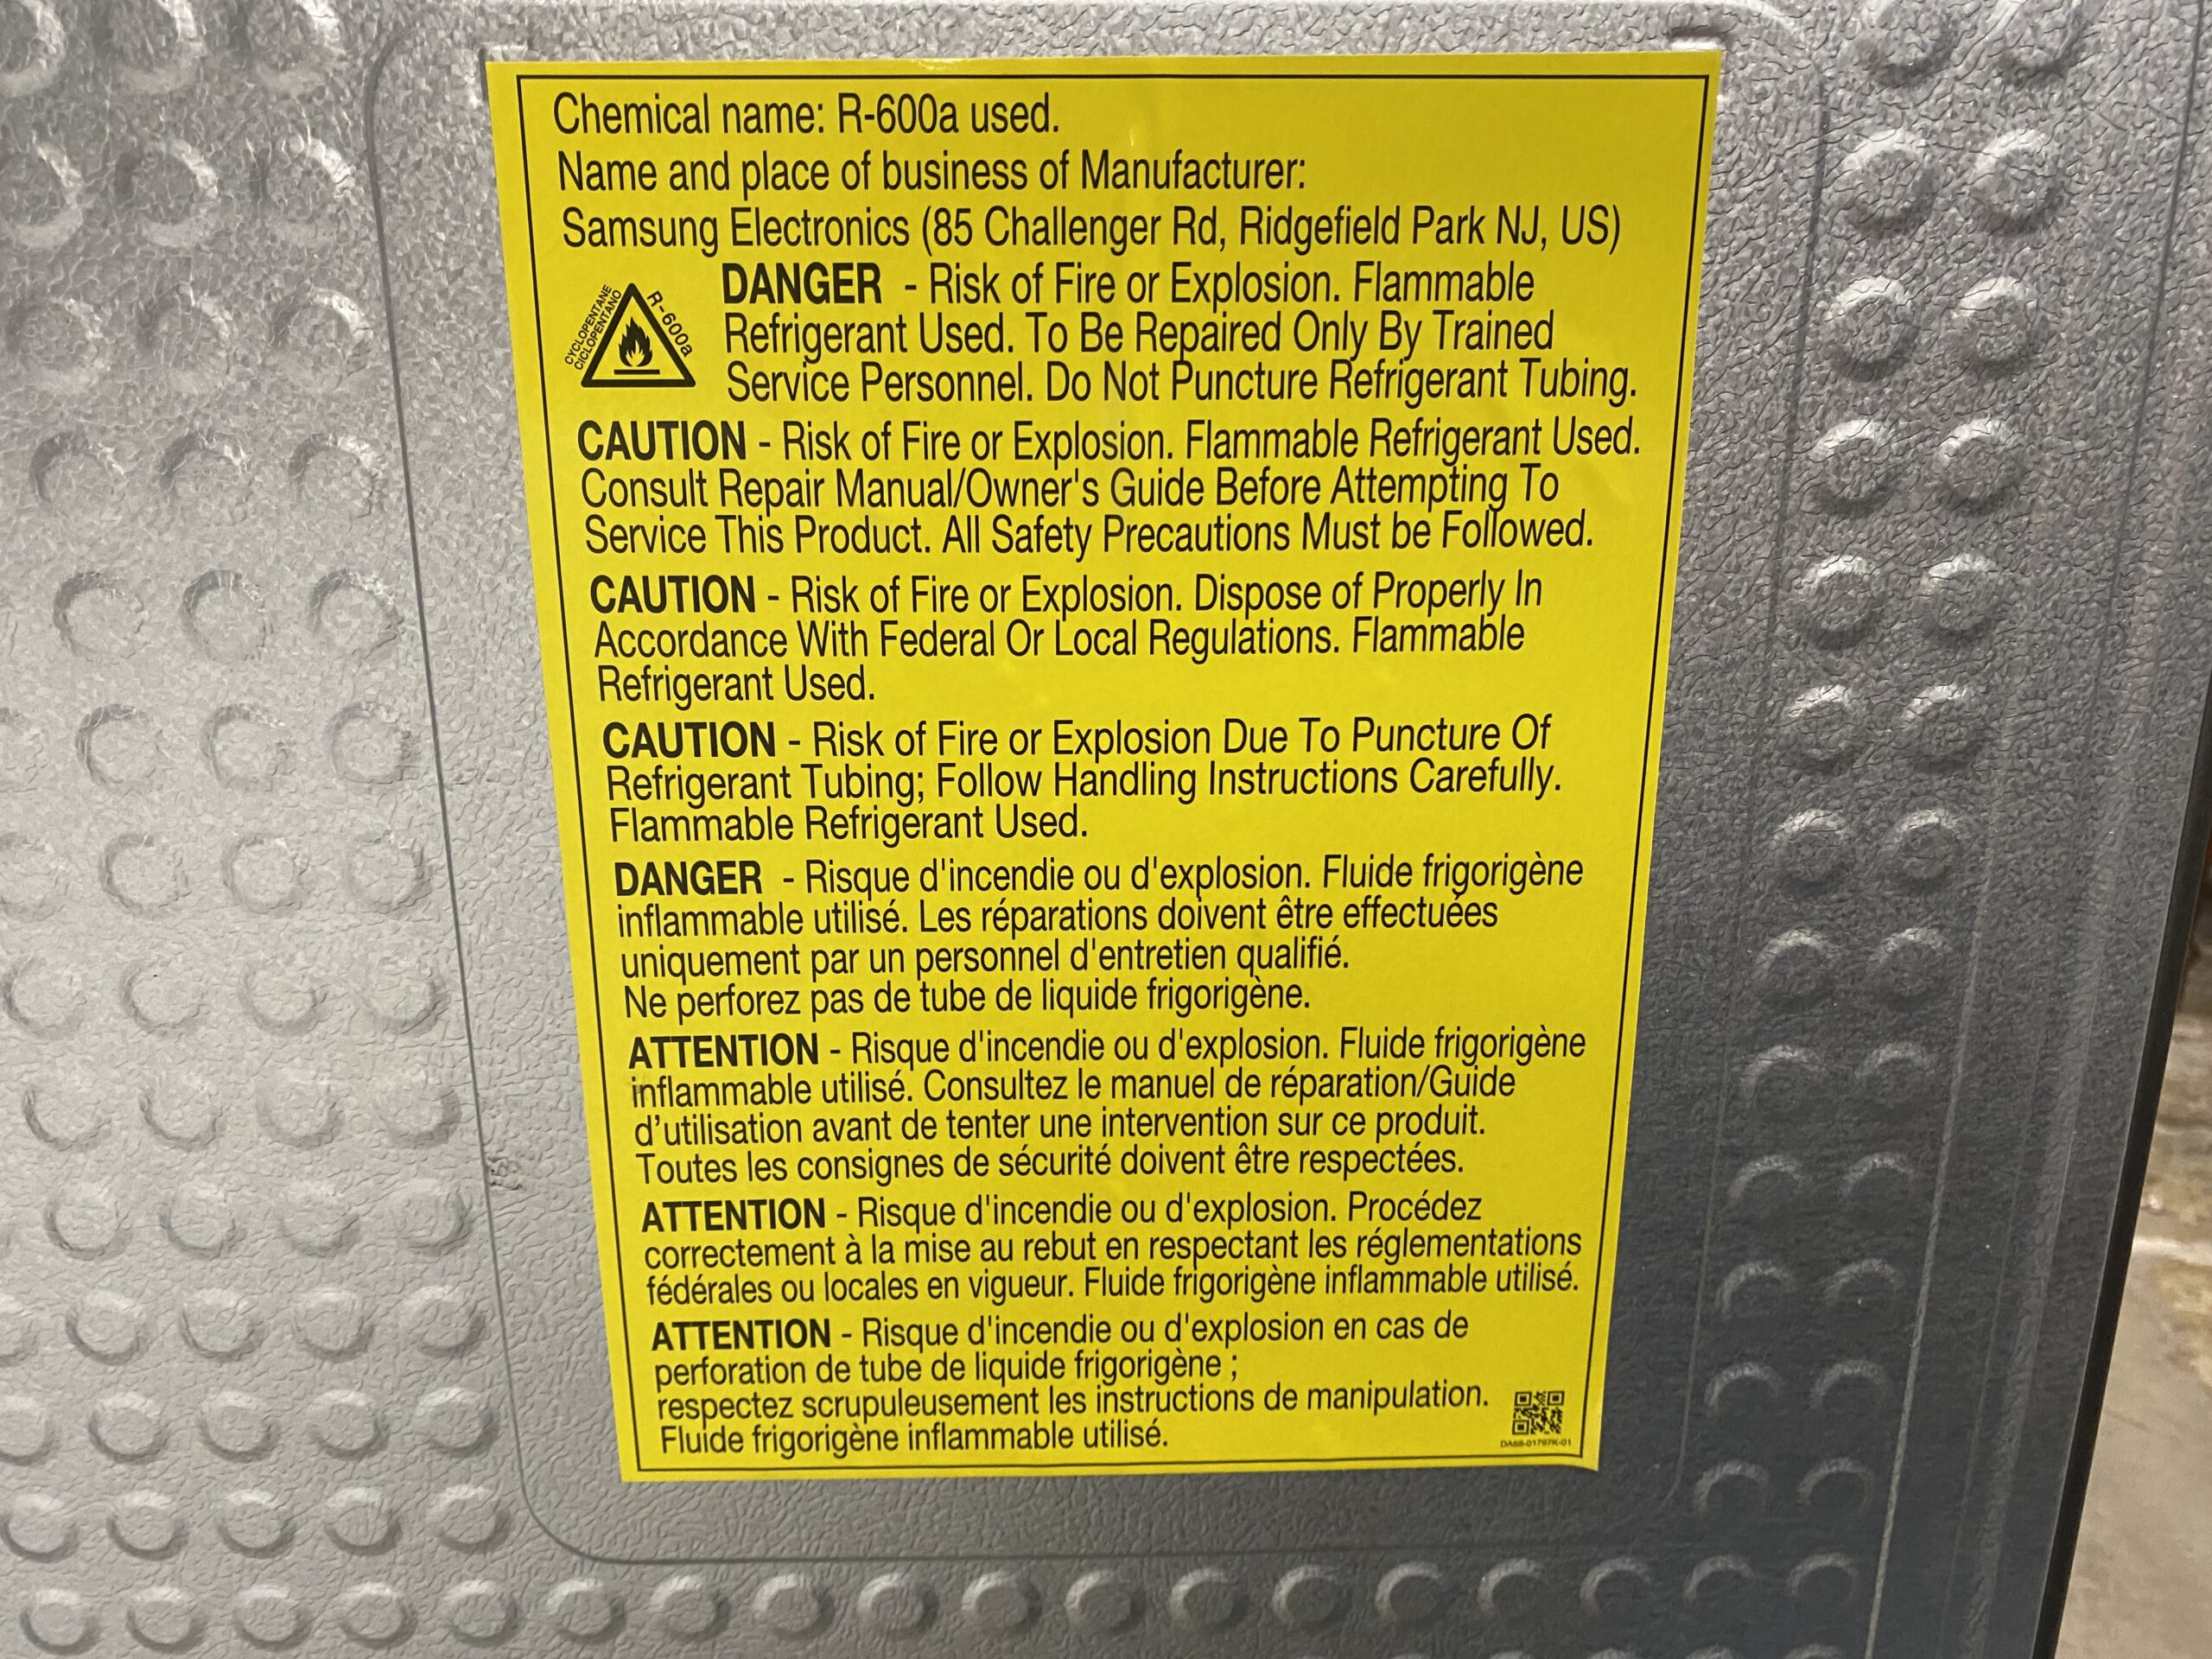 Chemical name: R-600a used.
Name and place of business of Manufacturer:
Samsung Electronics (85 Challenger Rd, Ridgefield Park NJ, US)
CYCLOPENTANE
CICLOPENTANO
R-600a
DANGER - Risk of Fire or Explosion. Flammable
Refrigerant Used. To Be Repaired Only By Trained
Service Personnel. Do Not Puncture Refrigerant Tubing.
CAUTION - Risk of Fire or Explosion. Flammable Refrigerant Used.
Consult Repair Manual/Owner's Guide Before Attempting To
Service This Product. All Safety Precautions Must be Followed.
CAUTION - Risk of Fire or Explosion. Dispose of Properly In
Accordance With Federal Or Local Regulations. Flammable
Refrigerant Used.
CAUTION - Risk of Fire or Explosion Due To Puncture Of
Refrigerant Tubing; Follow Handling Instructions Carefully.
Flammable Refrigerant Used.
DANGER - Risque d'incendie ou d'explosion. Fluide frigorigène
inflammable utilisé. Les réparations doivent être effectuées
uniquement par un personnel d'entretien qualifié.
Ne perforez pas de tube de liquide frigorigène.
ATTENTION - Risque d'incendie ou d'explosion. Fluide frigorigène
inflammable utilisé. Consultez le manuel de réparation/Guide
d’utilisation avant de tenter une intervention sur ce produit.
Toutes les consignes de sécurité doivent être respectées.
ATTENTION - Risque d'incendie ou d'explosion. Procédez
correctement à la mise au rebut en respectant les réglementations
fédérales ou locales en vigueur. Fluide frigorigène inflammable utilisé.
ATTENTION - Risque d'incendie ou d'explosion en cas de
perforation de tube de liquide frigorigène ;
respectez scrupuleusement les instructions de manipulation.
Fluide frigorigène inflammable utilisé.
DA68-01797K-01